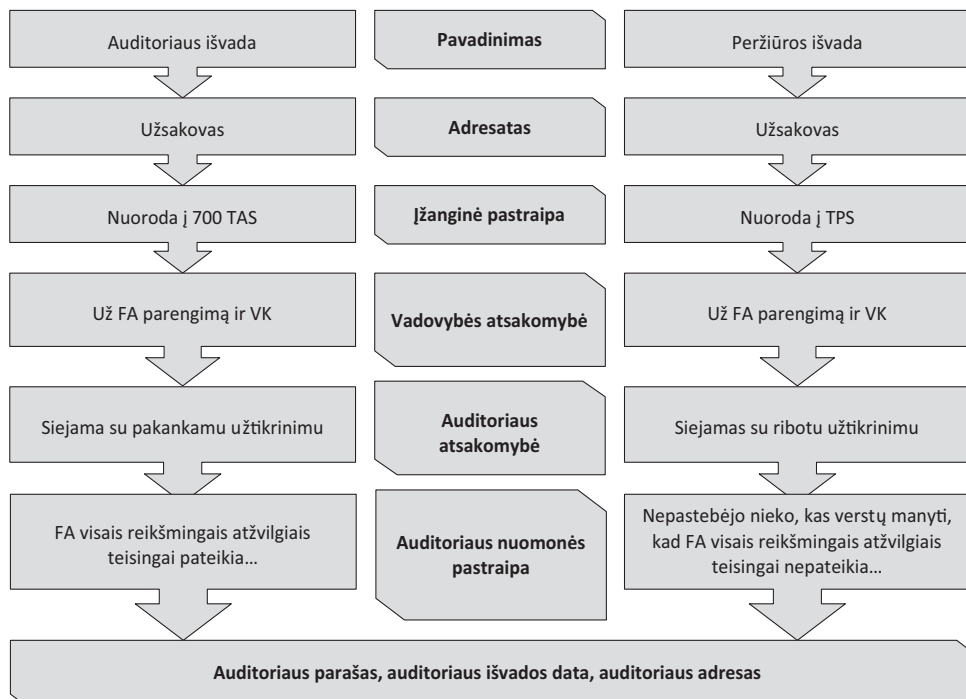 Auditoriaus išvada
Pavadinimas
Peržiūros išvada
Užsakovas
Adresatas
Užsakovas
Nuoroda į 700 TAS
Įžanginė pastraipa
Nuoroda į TPS
Už FA parengimą ir VK
Vadovybės atsakomybė
Už FA parengimą ir VK
Siejama su pakankamu užtikrinimu
Auditoriaus
atsakomybė
Siejamas su ribotu užtikrinimu
FA visais reikšmingais atžvilgiais
teisingai pateikia...
Auditoriaus nuomonės
pastraipa
Nepastebėjo nieko, kas verstų manyti,
kad FA visais reikšmingais atžvilgiais
teisingai nepateikia...
Auditoriaus parašas, auditoriaus išvados data, auditoriaus adresas